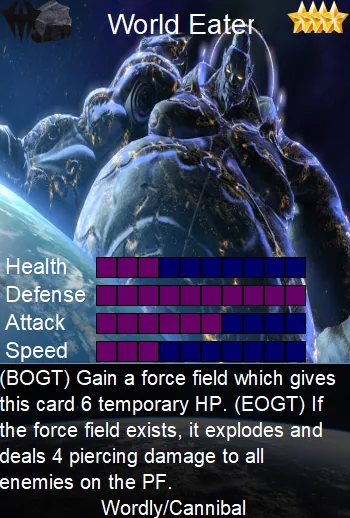 World Eater
Health
Defense
Attack
Speed
(BOGT) Gain a force field which gives
this card 6 temporary HP. (EOGT) If
the force field exists, it explodes and
deals 4 piercing damage to all
enemies on the PF.
Wordly/Cannibal